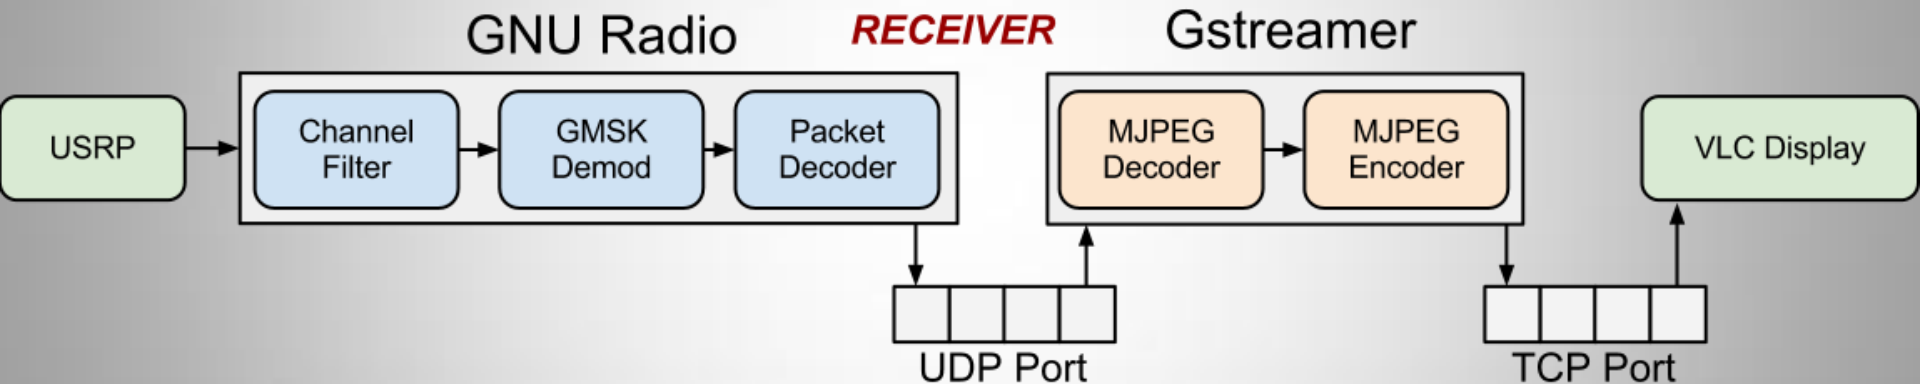 GNU Radio
RECEIVER
Gstreamer
USRP
Channel
Filter
GMSK
Demod
Packet
Decoder
MJPEG
Decoder
MJPEG
Encoder
VLC Display
UDP Port
TCP Port